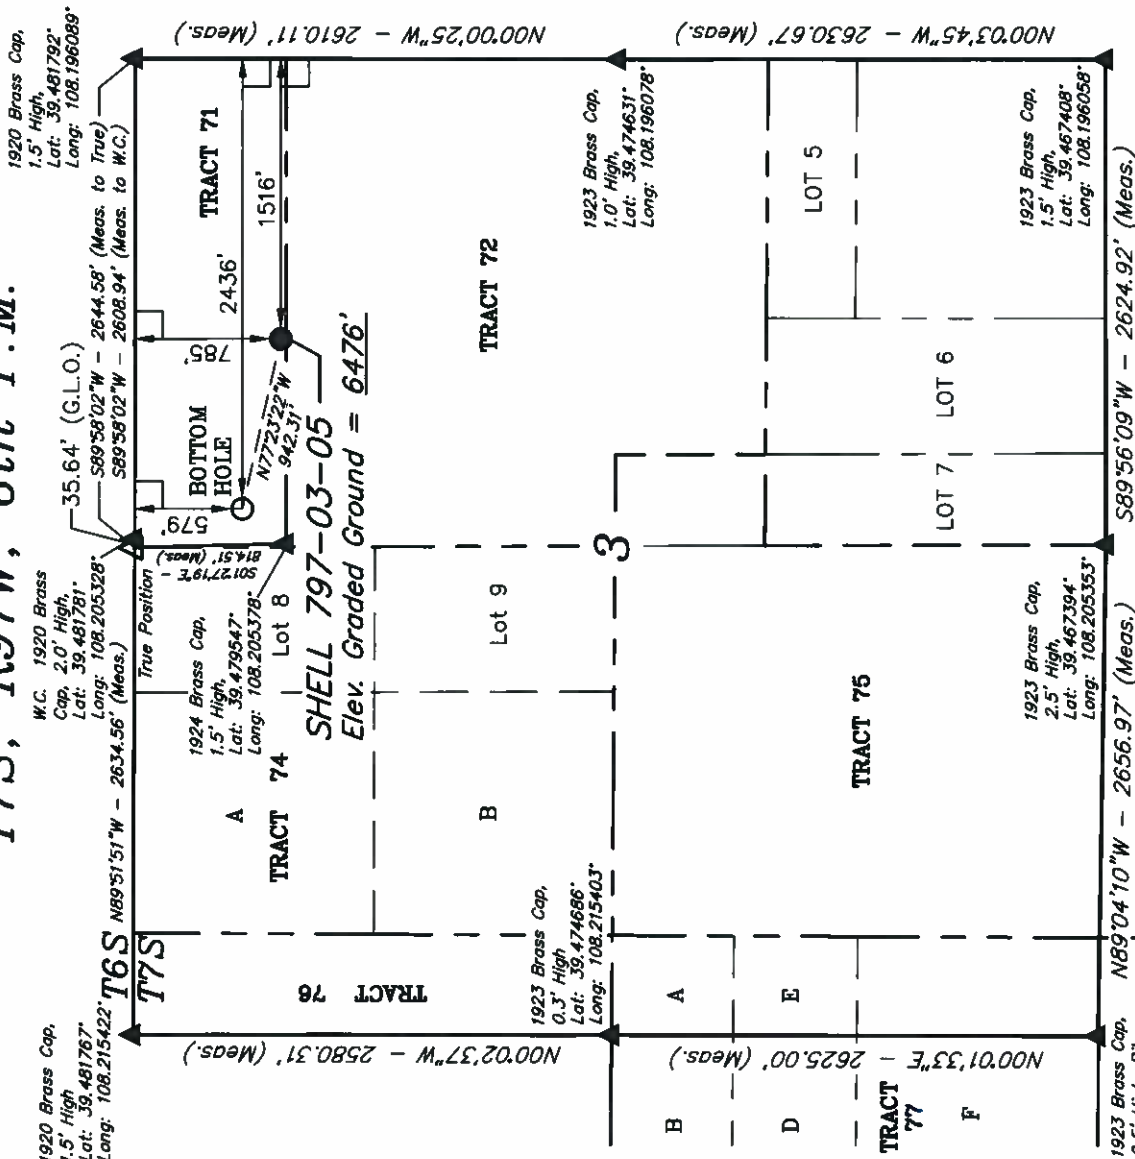 T7S, R97W, 6th P.M.
1920 Brass Cap,
1.5' High,
Lat: 39.481792°
Long: 108.196089°
35.64' (G.L.O.)
S89°58'02"W - 2644.58' (Meas. to True)
S89°58'02"W - 2608.94' (Meas. to W.C.)
W.C. 1920 Brass
Cap, 2.0' High,
Lat: 39.481781°
Long: 108.205328°
N89°51'51"W - 2634.56' (Meas.)
True Position
1920 Brass Cap,
1.5' High
Lat: 39.481767°
Long: 108.215422°
T6S
T7S
N00°00'25"W - 2610.11' (Meas.)
TRACT 71
1516'
2436'
785'
579'
BOTTOM
HOLE
N77°23'22"W
942.31'
S01°27'19"E -
814.51' (Meas.)
SHELL 797-03-05
Elev. Graded Ground = 6476'
1924 Brass Cap,
1.5' High,
Lat: 39.479547°
Long: 108.205378°
Lot 8
A
TRACT 74
B
Lot 9
TRACT 72
TRACT 76
N00°02'37"W - 2580.31' (Meas.)
1923 Brass Cap,
0.3' High
Lat: 39.474686°
Long: 108.215403°
3
1923 Brass Cap,
1.0' High,
Lat: 39.474631°
Long: 108.196078°
N00°03'45"W - 2630.67' (Meas.)
LOT 5
LOT 6
LOT 7
TRACT 75
A
E
B
D
TRACT
77
F
N00°01'33"E - 2625.00' (Meas.)
1923 Brass Cap,
1.5' High,
Lat: 39.467408°
Long: 108.196058°
1923 Brass Cap,
2.5' High,
Lat: 39.467394°
Long: 108.205353°
S89°56'09"W - 2624.92' (Meas.)
N89°04'10"W - 2656.97' (Meas.)
1923 Brass Cap,